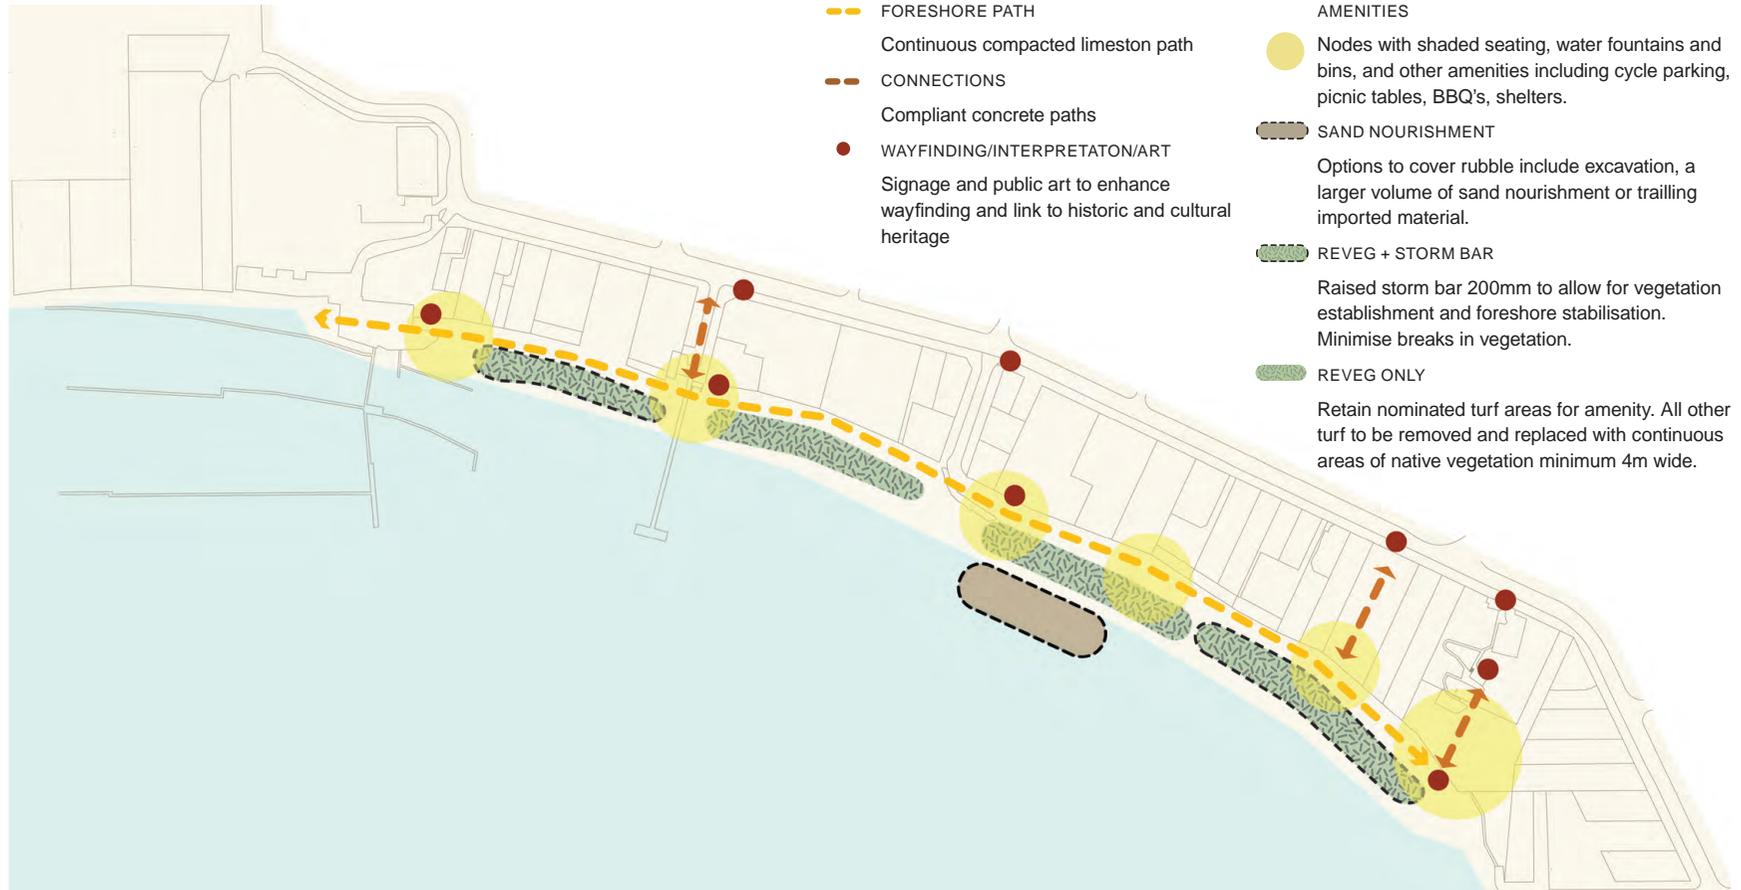 FORESHORE PATH
Continuous compacted limeston path
CONNECTIONS
Compliant concrete paths
WAYFINDING/INTERPRETATON/ART
Signage and public art to enhance
wayfinding and link to historic and cultural
heritage
AMENITIES
Nodes with shaded seating, water fountains and
bins, and other amenities including cycle parking,
picnic tables, BBQ's, shelters.
SAND NOURISHMENT
Options to cover rubble include excavation, a
larger volume of sand nourishment or trailling
imported material.
REVEG + STORM BAR
Raised storm bar 200mm to allow for vegetation
establishment and foreshore stabilisation.
Minimise breaks in vegetation.
REVEG ONLY
Retain nominated turf areas for amenity. All other
turf to be removed and replaced with continuous
areas of native vegetation minimum 4m wide.